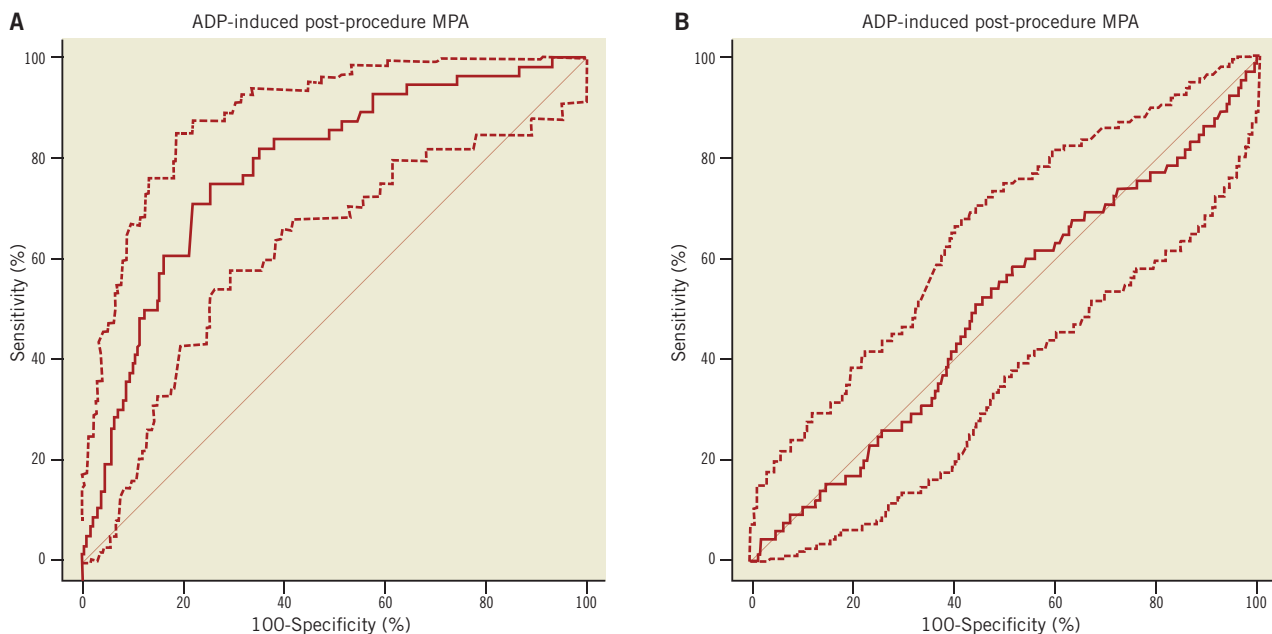 A
ADP-induced post-procedure MPA
100
80
60
40
20
0
Sensitivity (%)
0 20 40 60 80 100
100-Specificity (%)
B
ADP-induced post-procedure MPA
100
80
60
40
20
0
Sensitivity (%)
0 20 40 60 80 100
100-Specificity (%)